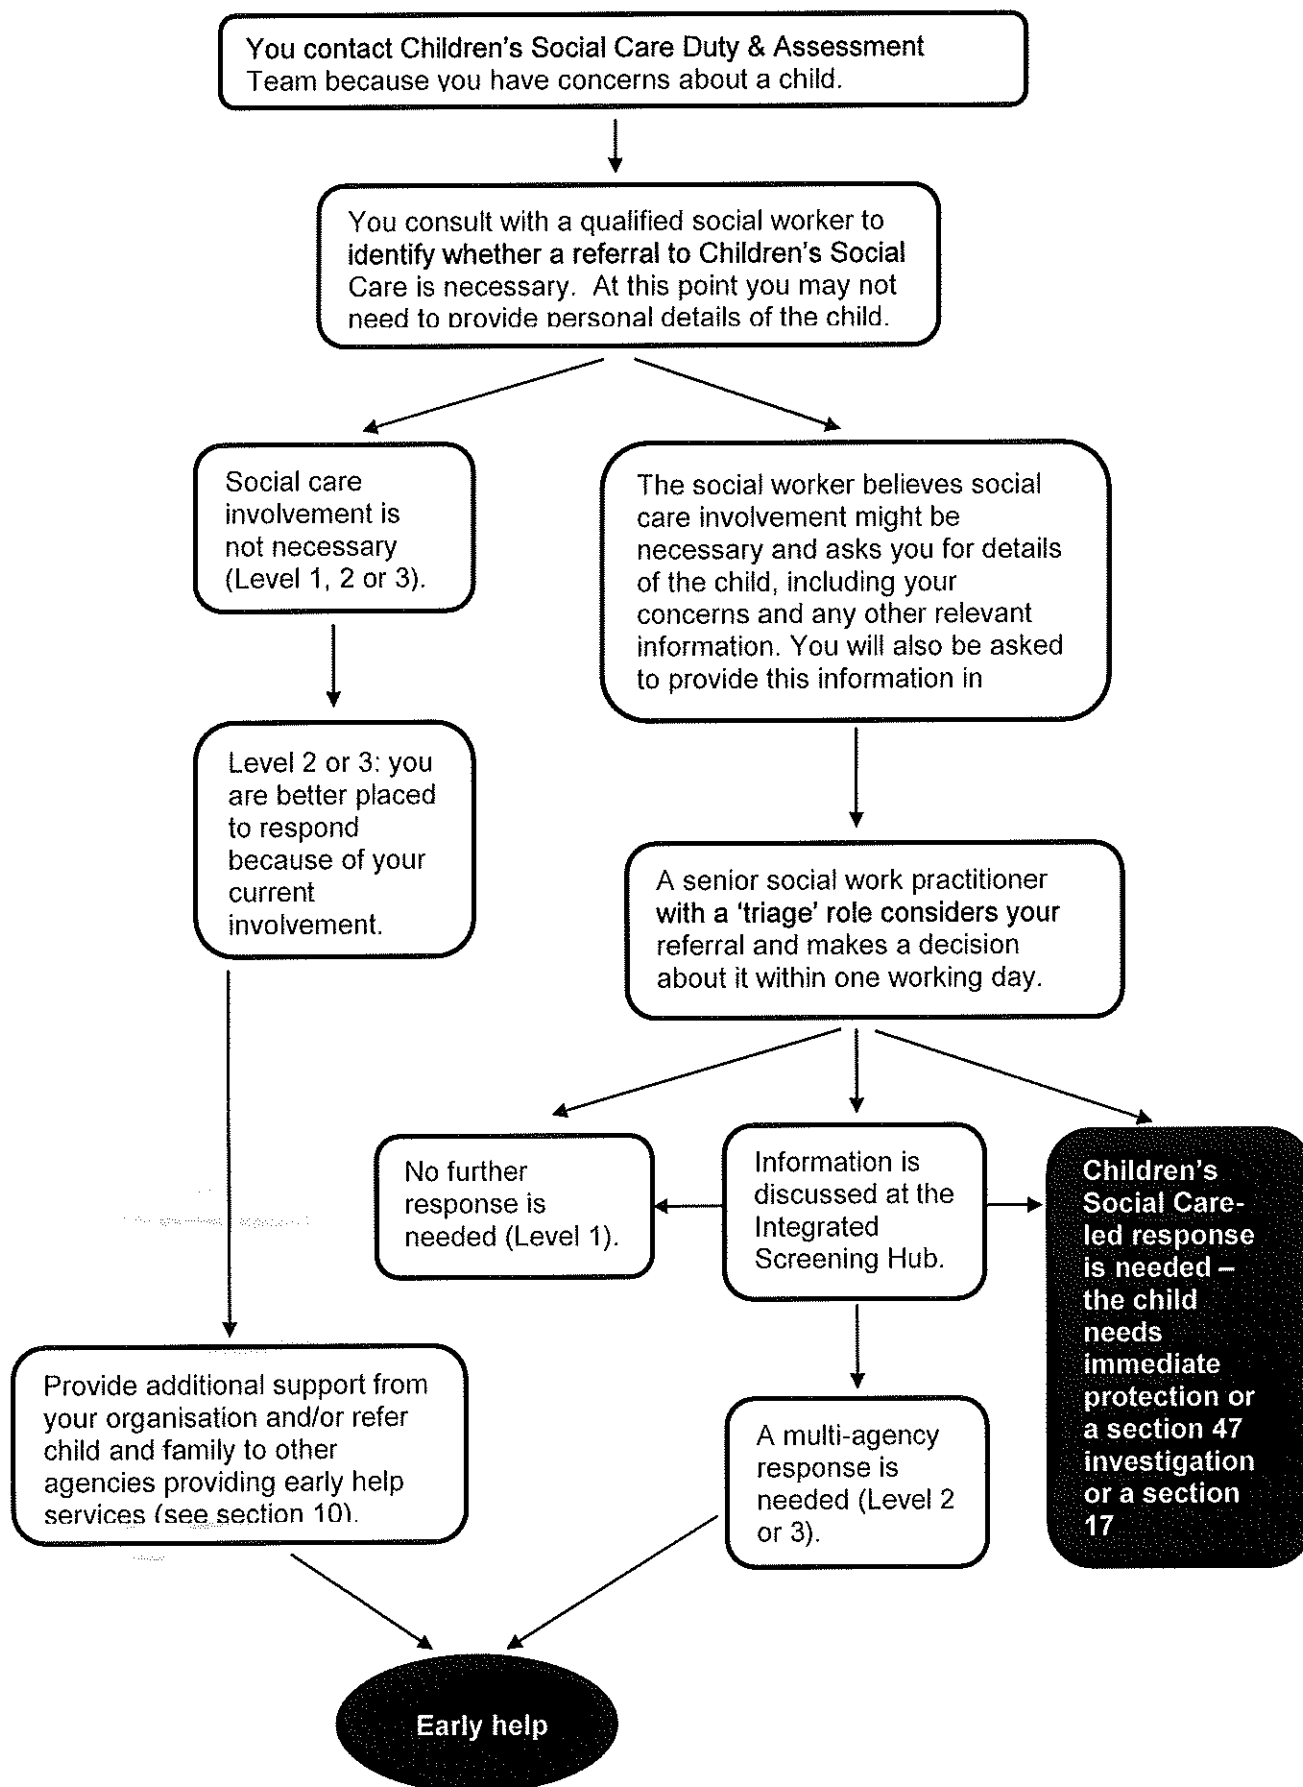 You contact Children's Social Care Duty & Assessment
Team because you have concerns about a child.
You consult with a qualified social worker to
identify whether a referral to Children's Social
Care is necessary.  At this point you may not
need to provide personal details of the child.
Social care
involvement is
not necessary
(Level 1, 2 or 3).
The social worker believes social
care involvement might be
necessary and asks you for details
of the child, including your
concerns and any other relevant
information. You will also be asked
to provide this information in
Level 2 or 3: you
are better placed
to respond
because of your
current
involvement.
A senior social work practitioner
with a 'triage' role considers your
referral and makes a decision
about it within one working day.
No further
response is
needed (Level 1).
Information is
discussed at the
Integrated
Screening Hub.
Children's
Social Care-
led response
is needed –
the child
needs
immediate
protection or
a section 47
investigation
or a section
17
Provide additional support from
your organisation and/or refer
child and family to other
agencies providing early help
services (see section 10).
A multi-agency
response is
needed (Level 2
or 3).
Early help